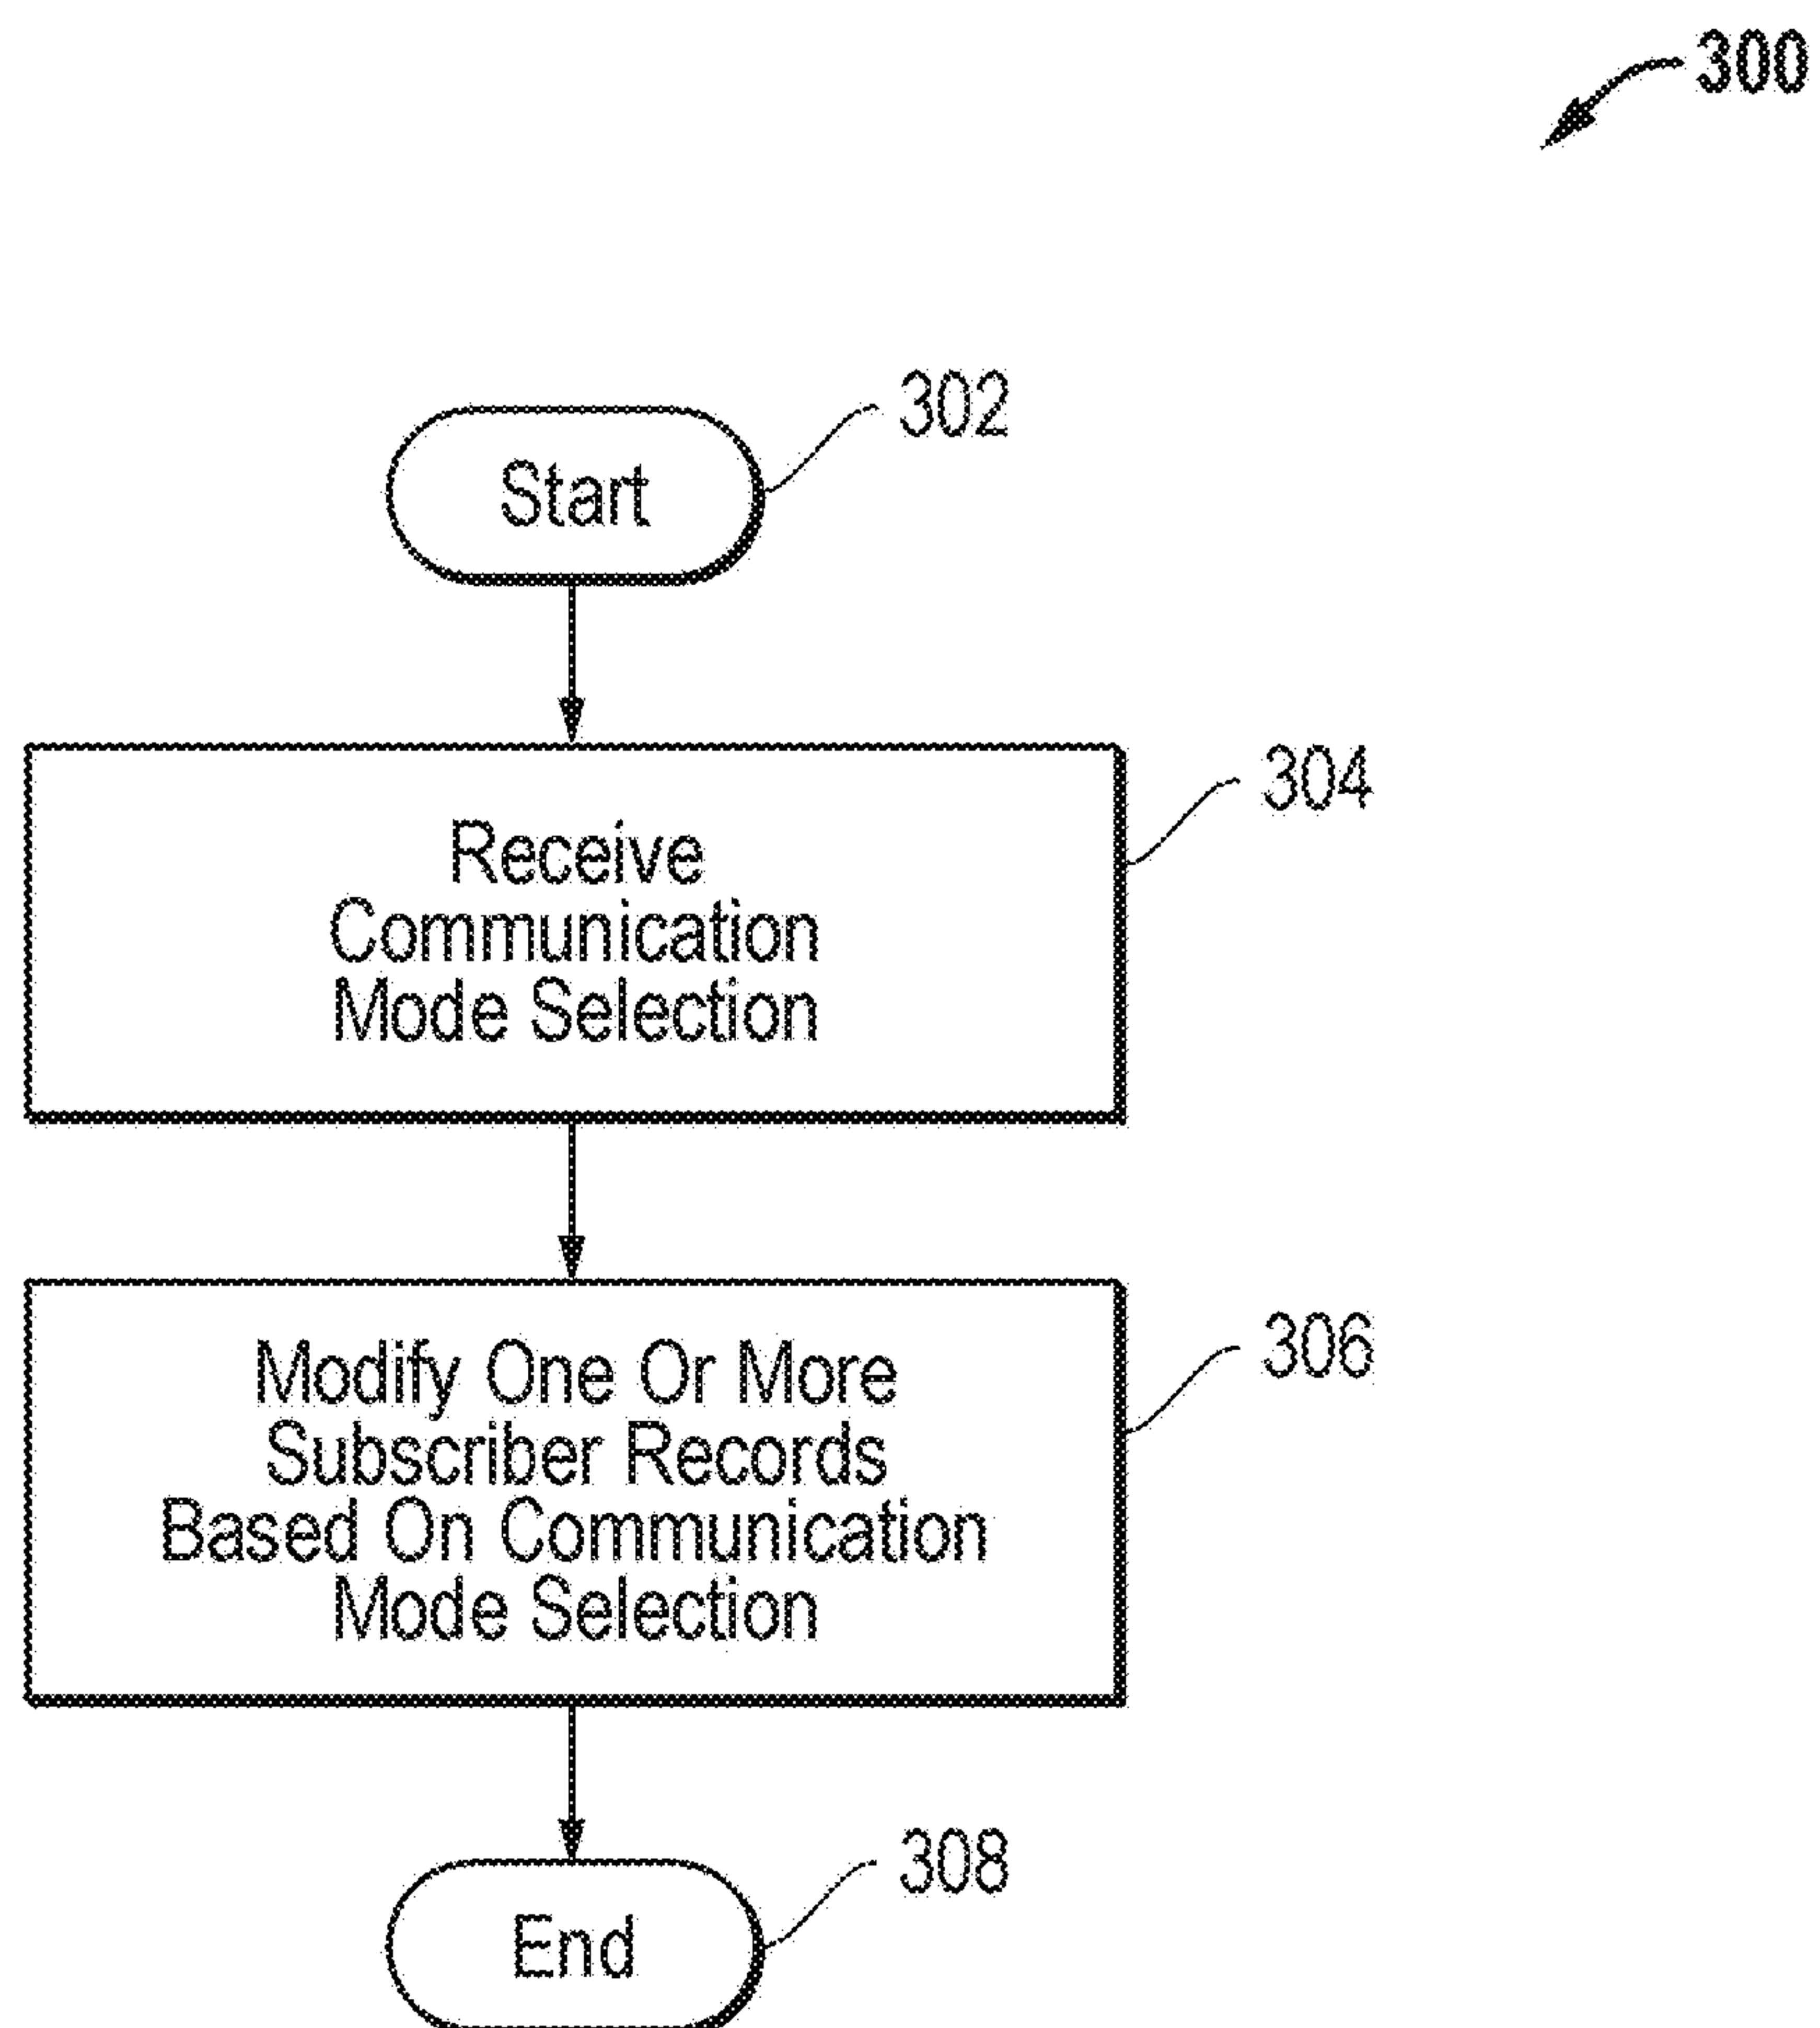 300
302
Start
304
Receive
Communication
Mode Selection
306
Modify One Or More
Subscriber Records
Based On Communication
Mode Selection
308
End